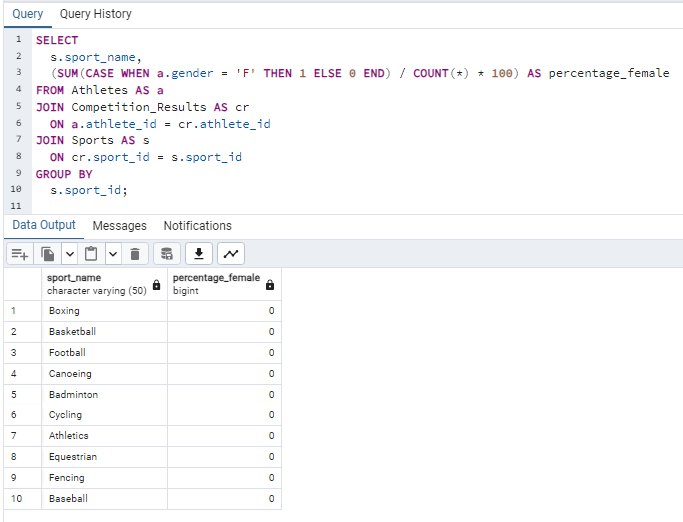 Query Query History
1 SELECT
2 s.sport_name,
3 (SUM(CASE WHEN a.gender = 'F' THEN 1 ELSE 0 END) / COUNT(*) * 100) AS percentage_female
4 FROM Athletes AS a
5 JOIN Competition_Results AS cr
6 ON a.athlete_id = cr.athlete_id
7 JOIN Sports AS s
8 ON cr.sport_id = s.sport_id
9 GROUP BY
10 s.sport_id;
11
Data Output Messages Notifications
sport_name percentage_female
character varying (50) bigint
1 Boxing 0
2 Basketball 0
3 Football 0
4 Canoeing 0
5 Badminton 0
6 Cycling 0
7 Athletics 0
8 Equestrian 0
9 Fencing 0
10 Baseball 0